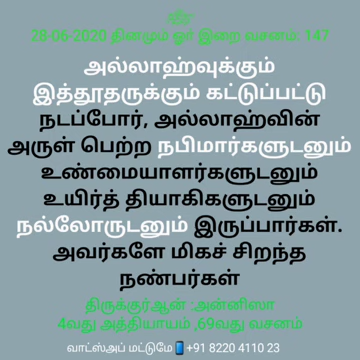 28-06-2020 தினமும் ஓர் இறை வசனம்: 147
அல்லாஹ்வுக்கும்
இத்தூதருக்கும் கட்டுப்பட்டு
நடப்போர், அல்லாஹ்வின்
அருள் பெற்ற நபிமார்களுடனும்
உண்மையாளர்களுடனும்
உயிர்த் தியாகிகளுடனும்
நல்லோருடனும் இருப்பார்கள்.
அவர்களே மிகச் சிறந்த
நண்பர்கள்
திருக்குர்ஆன் :அன்னிஸா
4வது அத்தியாயம் ,69வது வசனம்
வாட்ஸ்அப் மட்டுமே📱+91 8220 4110 23